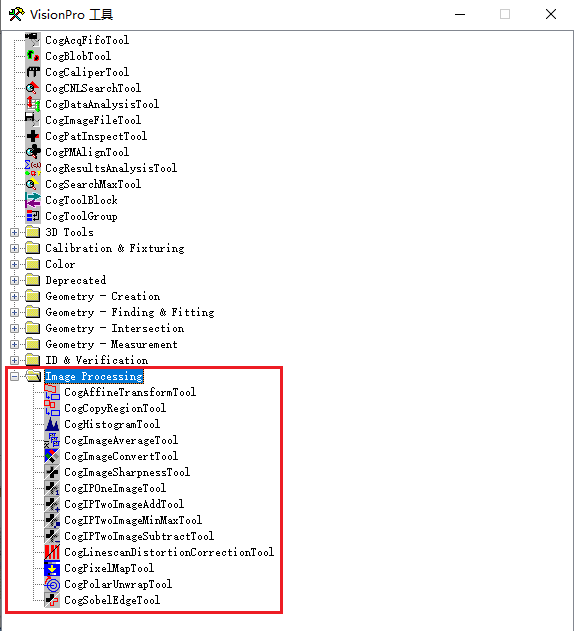 VisionPro 工具
CogAcqFifoTool
CogBlobTool
CogCaliperTool
CogCNLSearchTool
CogDataAnalysisTool
CogImageFileTool
CogPatInspectTool
CogPMAlignTool
CogResultsAnalysisTool
CogSearchMaxTool
CogToolBlock
CogToolGroup
3D Tools
Calibration & Fixturing
Color
Deprecated
Geometry - Creation
Geometry - Finding & Fitting
Geometry - Intersection
Geometry - Measurement
ID & Verification
Image Processing
CogAffineTransformTool
CogCopyRegionTool
CogHistogramTool
CogImageAverageTool
CogImageConvertTool
CogImageSharpnessTool
CogIPOneImageTool
CogIPTwoImageAddTool
CogIPTwoImageMinMaxTool
CogIPTwoImageSubtractTool
CogLinescanDistortionCorrectionTool
CogPixelMapTool
CogPolarUnwrapTool
CogSobelEdgeTool